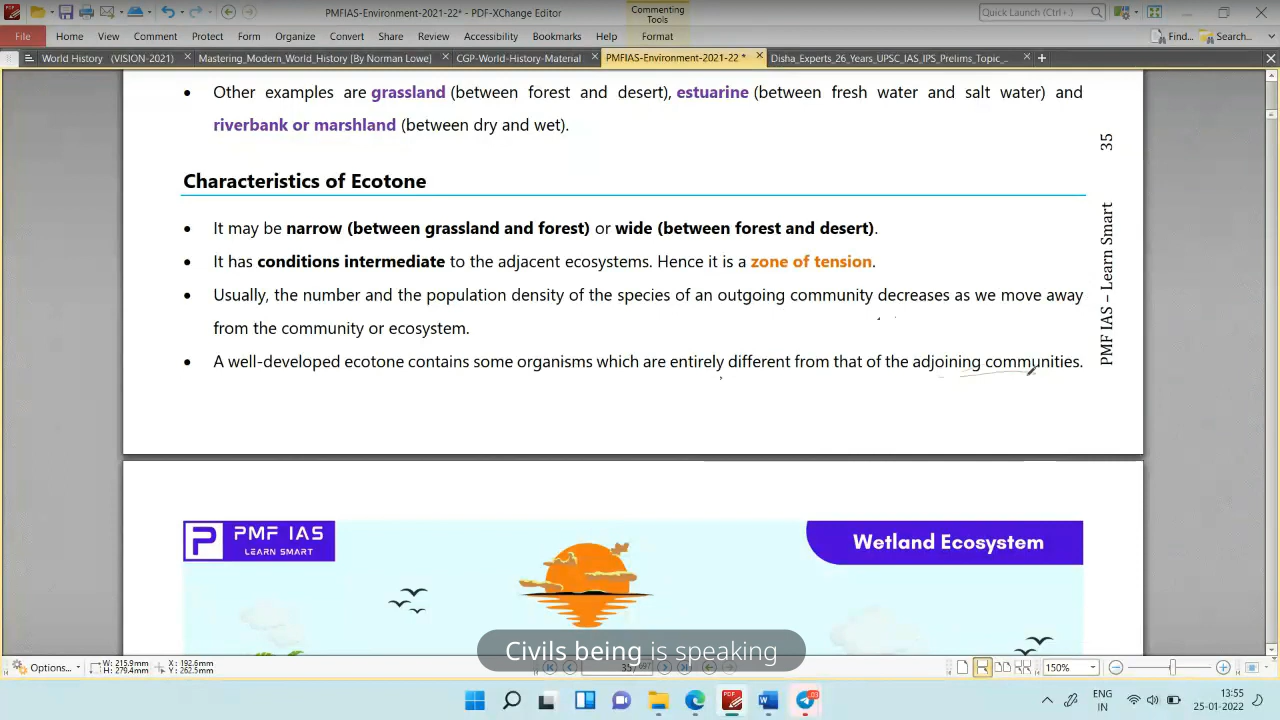 PMFIAS-Environment-2021-22* - PDF-XChange Editor
Commenting Tools
Quick Launch (Ctrl+.)
File Home View Comment Protect Form Organize Convert Share Review Accessibility Bookmarks Help Format
Find... Search...
World History (VISION-2021) Mastering_Modern_World_History [By Norman Lowe] CGP-World-History-Material PMFIAS-Environment-2021-22 * Disha_Experts_26_Years_UPSC_IAS_IPS_Prelims_Topic_...
• Other examples are grassland (between forest and desert), estuarine (between fresh water and salt water) and
riverbank or marshland (between dry and wet).
35
Characteristics of Ecotone
• It may be narrow (between grassland and forest) or wide (between forest and desert).
• It has conditions intermediate to the adjacent ecosystems. Hence it is a zone of tension.
• Usually, the number and the population density of the species of an outgoing community decreases as we move away
from the community or ecosystem.
• A well-developed ecotone contains some organisms which are entirely different from that of the adjoining communities.
PMF IAS – Learn Smart
PMF IAS
LEARN SMART
Wetland Ecosystem
Civils being is speaking
Options...
W: 215.9mm
H: 279.4mm
X: 192.6mm
Y: 262.5mm
150%
ENG
IN
13:55
25-01-2022